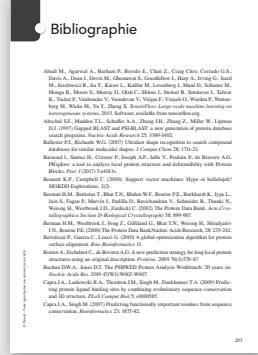 Bibliographie
Abadi M., Agarwal A., Barham P., Brevdo E., Chen Z., Craig Citro, Corrado G.S.,
Davis A., Dean J., Devin M., Ghemawat S., Goodfellow I., Harp A., Irving G., Isard
M., Jozefowicz R., Jia Y., Kaiser L., Kudlur M., Levenberg J., Mané D., Schuster M.,
Monga R., Moore S., Murray D., Olah C., Shlens J., Steiner B., Sutskever I., Talwar
K., Tucker P., Vanhoucke V., Vasudevan V., Viégas F., Vinyals O., Warden P., Watten-
berg M., Wicke M., Yu Y., Zheng X. TensorFlow: Large-scale machine learning on
heterogeneous systems, 2015. Software available from tensorflow.org.
Altschul S.F., Madden T.L., Schaffer A.A., Zhang J.H., Zhang Z., Miller W., Lipman
D.J. (1997) Gapped BLAST and PSI-BLAST: a new generation of protein database
search programs. Nucleic Acids Research 25, 3389-3402.
Ballester P.J., Richards W.G. (2007) Ultrafast shape recognition to search compound
databases for similar molecular shapes. J Comput Chem 28; 1711-23.
Barnoud J., Santuz H., Craveur P., Joseph A.P., Jallu V., Poulain P., de Brevern A.G.
PBxplore: a tool to analyze local protein structure and deformability with Protein
Blocks, Peer J (2017) 5:e4013s.
Bennett K.P., Campbell C. (2000). Support vector machines: Hype or hallelujah?
SIGKDD Explorations, 2(2)
Berman H.M., Battistuz T., Bhat T.N., Bluhm W.F., Bourne P.E., Burkhardt K., Iype L.,
Jain S., Fagan P., Marvin J., Padilla D., Ravichandran V., Schneider B., Thanki N.,
Weissig H., Westbrook J.D., Zardecki C. (2002) The Protein Data Bank. Acta Crys-
tallographica Section D-Biological Crystallography 58; 899-907.
Berman H.M., Westbrook J., Feng Z., Gilliland G., Bhat T.N., Weissig H., Shindyalov
I.N., Bourne P.E. (2000) The Protein Data Bank Nucleic Acids Research, 28: 235-242.
Bertolazzi P., Guerra C., Liuzzi G. (2010) A global optimization algorithm for protein
surface alignment. Bmc Bioinformatics 11.
Bornot A., Etchebest C., de Brevern A.G. A new prediction strategy for long local protein
structures using an original description. Proteins. 2009 76(3):570-87
Buchan D.W.A., Jones D.T. The PSIPRED Protein Analysis Workbench: 20 years on.
Nucleic Acids Res. 2019 47(W1):W402-W407.
Capra J.A., Laskowski R.A., Thornton J.M., Singh M., Funkhouser T.A. (2009) Predic-
ting protein ligand binding sites by combining evolutionary sequence conservation
and 3D structure. PLoS Comput Biol 5; e1000585.
Capra J.A., Singh M. (2007) Predicting functionally important residues from sequence
conservation. Bioinformatics 23; 1875-82.
217